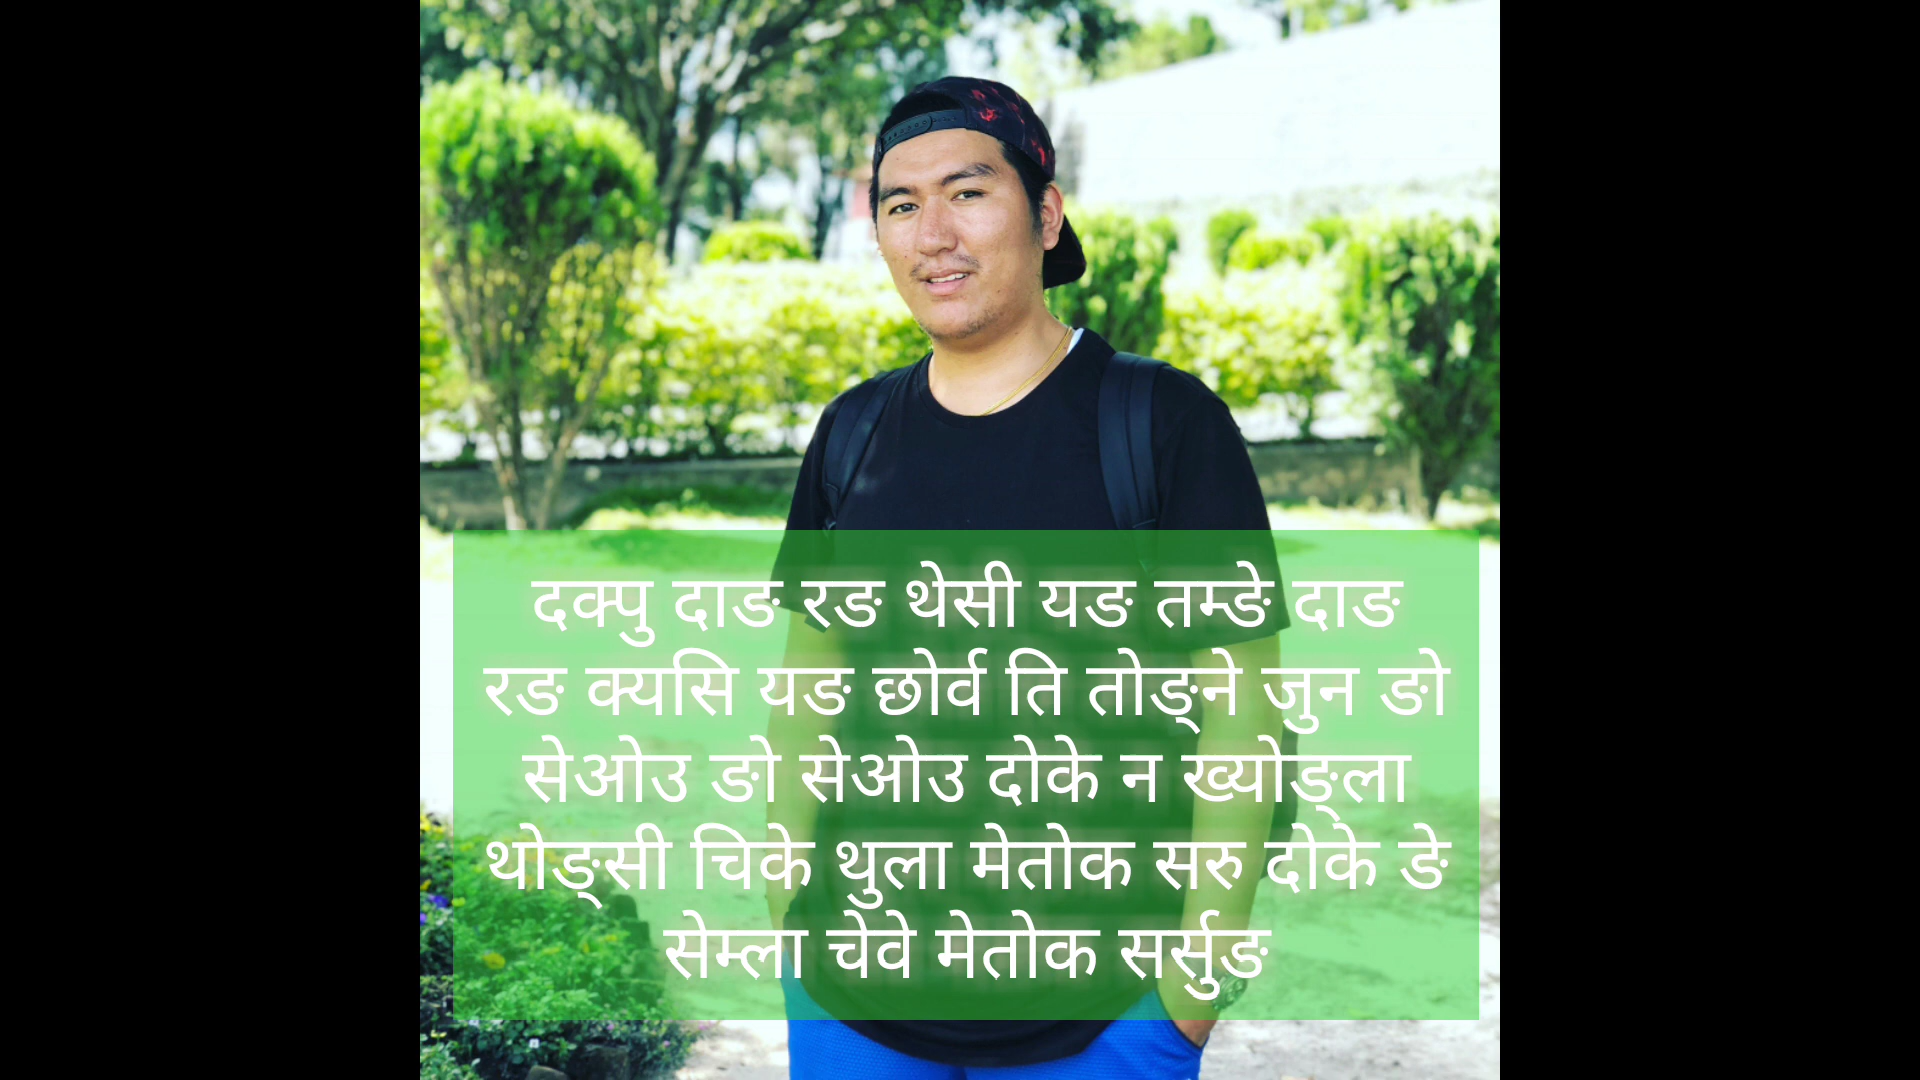 दक्पु दाङ रङ थेसी यङ तम्ङे दाङ
रङ क्यसि यङ छोर्व ति तोङ्ने जुन ङो
सेओउ ङो सेओउ दोके न ख्योङ्ला
थोङ्सी चिके थुला मेतोक सरु दोके ङे
सेम्ला चेवे मेतोक सर्सुङ